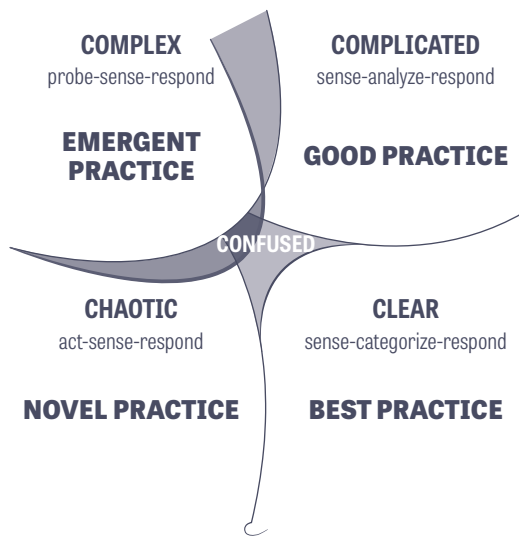 COMPLEX
probe-sense-respond
EMERGENT
PRACTICE
COMPLICATED
sense-analyze-respond
GOOD PRACTICE
CONFUSED
CHAOTIC
act-sense-respond
NOVEL PRACTICE
CLEAR
sense-categorize-respond
BEST PRACTICE